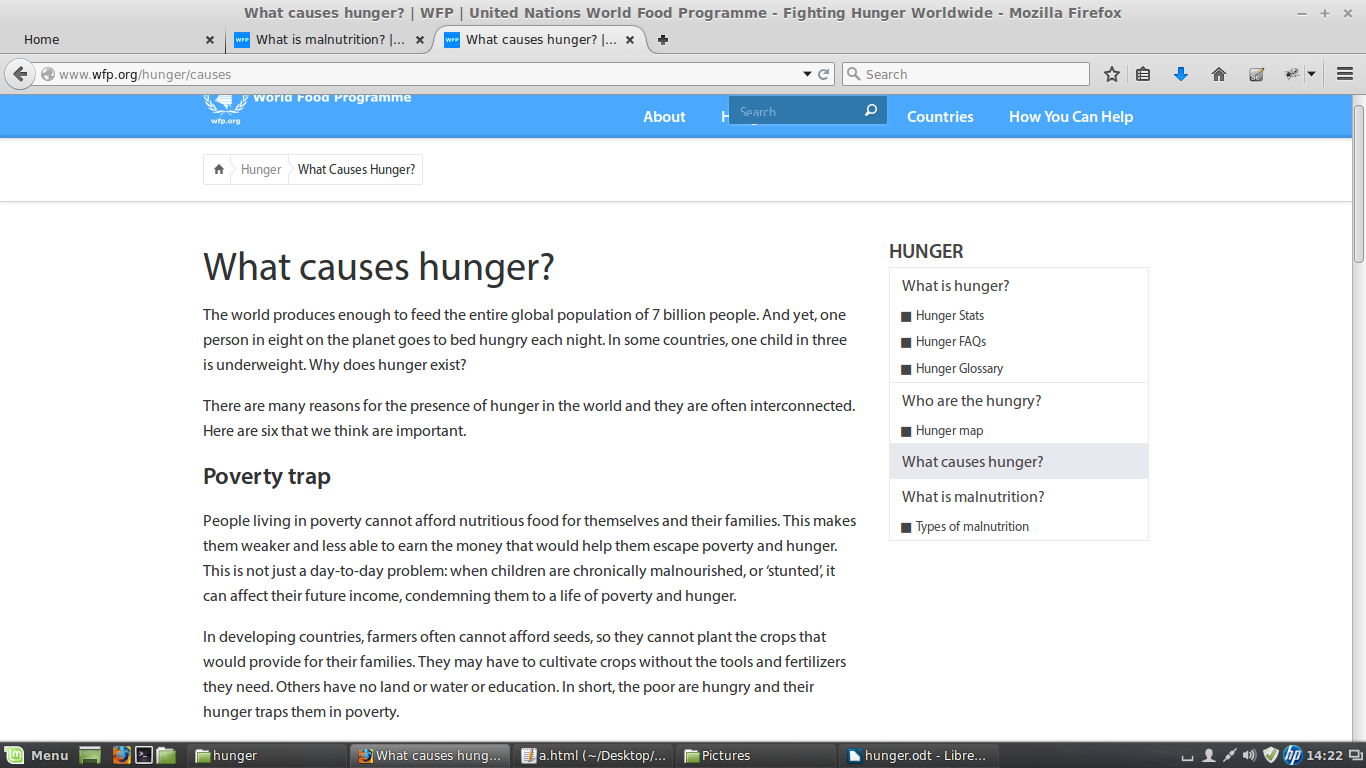 What causes hunger? | WFP | United Nations World Food Programme - Fighting Hunger Worldwide - Mozilla Firefox
Home
What is malnutrition? |...
What causes hunger? |...
www.wfp.org/hunger/causes
Search
World Food Programme
wfp.org
About
Search
Countries
How You Can Help
Hunger
What Causes Hunger?
What causes hunger?
The world produces enough to feed the entire global population of 7 billion people. And yet, one
person in eight on the planet goes to bed hungry each night. In some countries, one child in three
is underweight. Why does hunger exist?
There are many reasons for the presence of hunger in the world and they are often interconnected.
Here are six that we think are important.
Poverty trap
People living in poverty cannot afford nutritious food for themselves and their families. This makes
them weaker and less able to earn the money that would help them escape poverty and hunger.
This is not just a day-to-day problem: when children are chronically malnourished, or ‘stunted’, it
can affect their future income, condemning them to a life of poverty and hunger.
In developing countries, farmers often cannot afford seeds, so they cannot plant the crops that
would provide for their families. They may have to cultivate crops without the tools and fertilizers
they need. Others have no land or water or education. In short, the poor are hungry and their
hunger traps them in poverty.
HUNGER
What is hunger?
Hunger Stats
Hunger FAQs
Hunger Glossary
Who are the hungry?
Hunger map
What causes hunger?
What is malnutrition?
Types of malnutrition
Menu
hunger
What causes hung...
a.html (~/Desktop/...
Pictures
hunger.odt - Libre...
hp
14:22